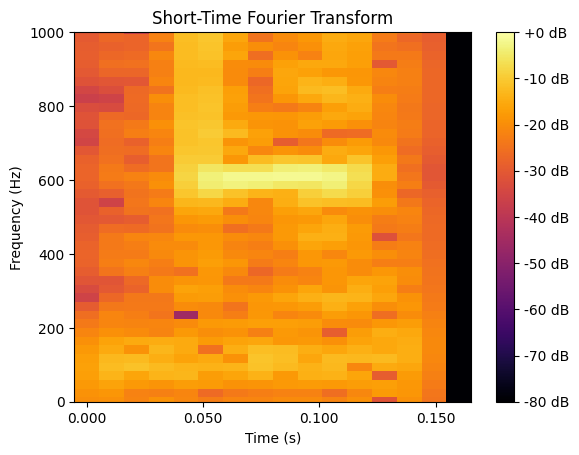 Short-Time Fourier Transform
1000
800
600
400
200
0
Frequency (Hz)
0.000
0.050
0.100
0.150
Time (s)
+0 dB
-10 dB
-20 dB
-30 dB
-40 dB
-50 dB
-60 dB
-70 dB
-80 dB